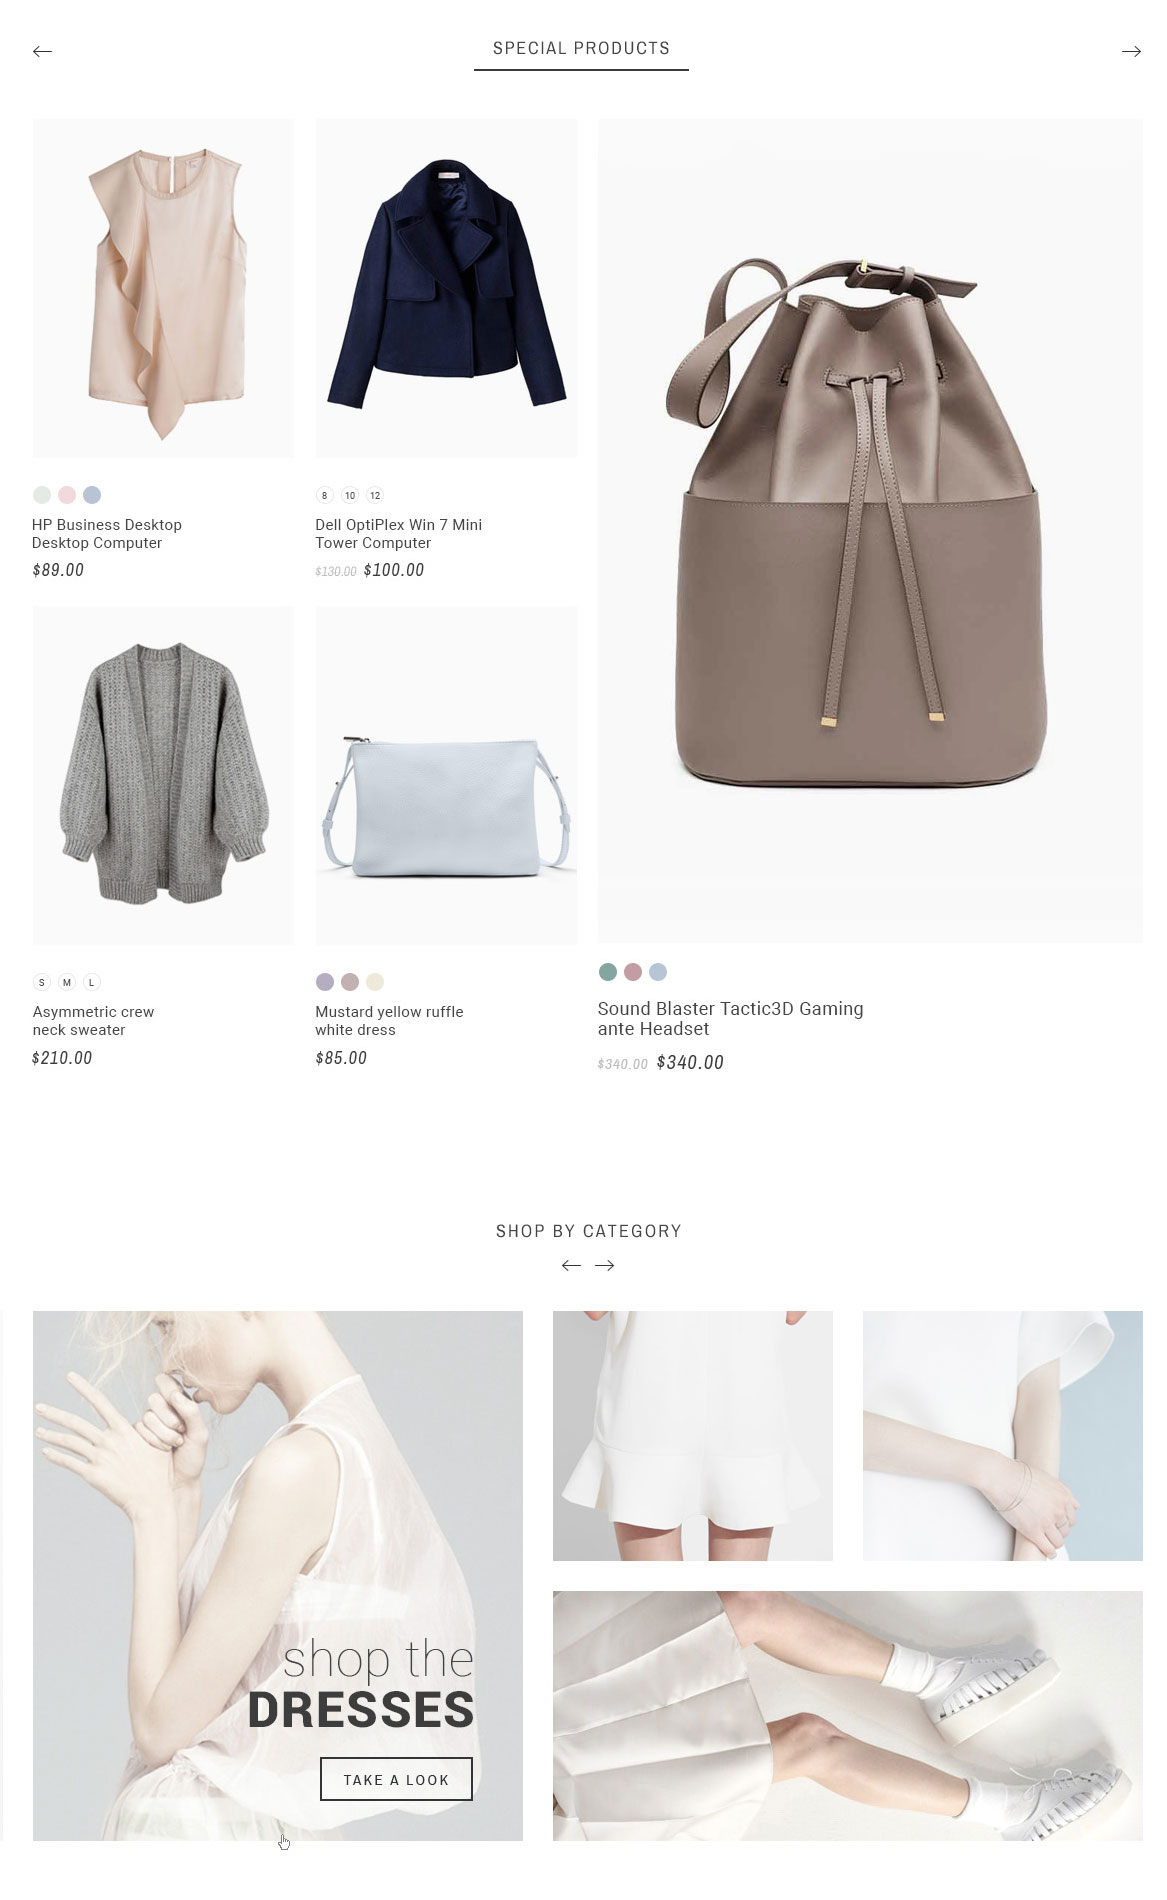 SPECIAL PRODUCTS
HP Business Desktop
Desktop Computer
$89.00
8 10 12
Dell OptiPlex Win 7 Mini
Tower Computer
$130.00 $100.00
S M L
Asymmetric crew
neck sweater
$210.00
Mustard yellow ruffle
white dress
$85.00
Sound Blaster Tactic3D Gaming
ante Headset
$340.00 $340.00
SHOP BY CATEGORY
shop the
DRESSES
TAKE A LOOK